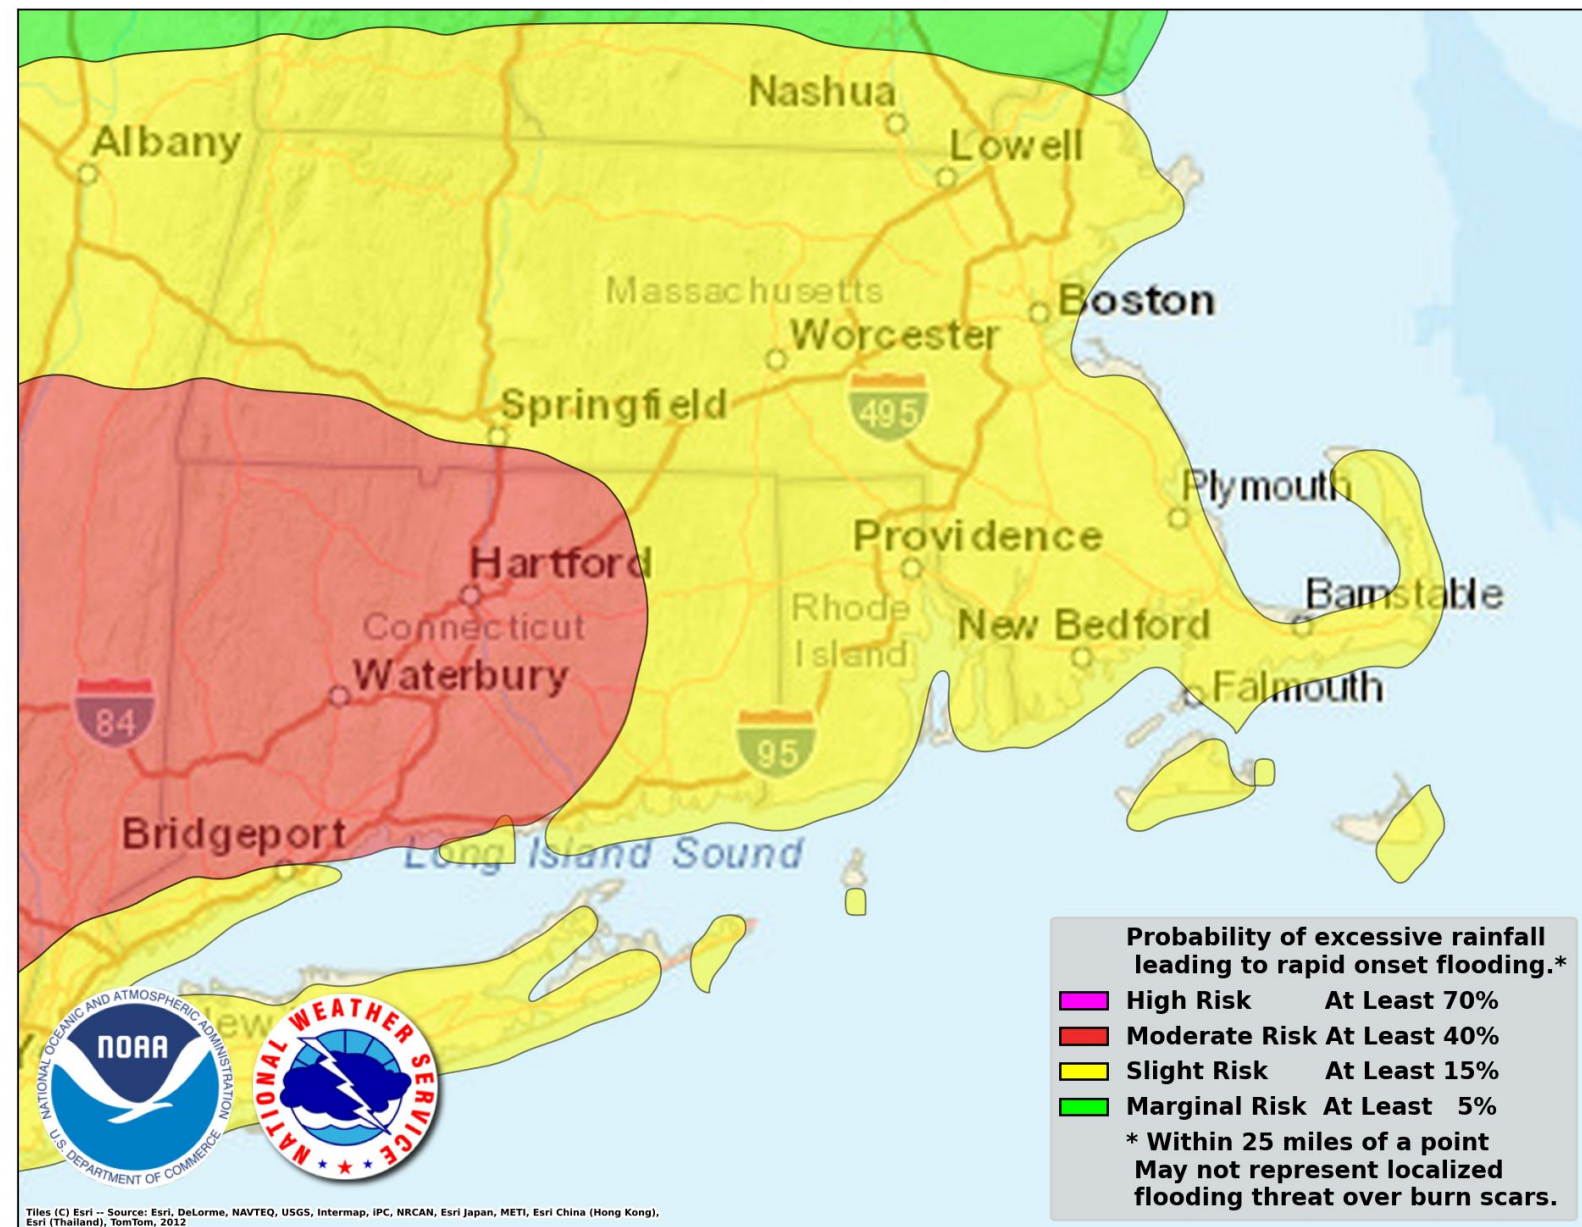 Nashua
Albany
Lowell
Massachusetts
Boston
Worcester
Springfield
495
Plymouth
Providence
Hartford
Barnstable
Rhode
Island
Connecticut
New Bedford
Waterbury
Falmouth
84
95
Bridgeport
Long Island Sound
New
Y
NATIONAL OCEANIC AND ATMOSPHERIC ADMINISTRATION
NOAA
U.S. DEPARTMENT OF COMMERCE
NATIONAL WEATHER SERVICE
Probability of excessive rainfall
leading to rapid onset flooding.*
High Risk At Least 70%
Moderate Risk At Least 40%
Slight Risk At Least 15%
Marginal Risk At Least 5%
* Within 25 miles of a point
May not represent localized
flooding threat over burn scars.
Tiles (C) Esri -- Source: Esri, DeLorme, NAVTEQ, USGS, Intermap, iPC, NRCAN, Esri Japan, METI, Esri China (Hong Kong),
Esri (Thailand), TomTom, 2012